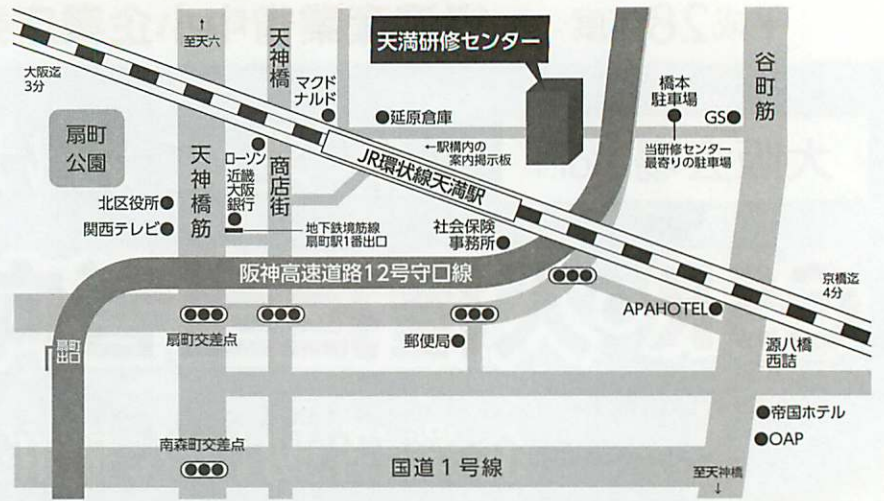 ↑
至天六
天神橋
商店街
天満研修センター
谷町筋
大阪迄
3分
マクド
ナルド
延原倉庫
橋本
駐車場
GS
扇町
公園
←駅構内の
案内掲示板
当研修センター
最寄りの駐車場
天神橋筋
ローソン
近畿
大阪
銀行
JR環状線天満駅
北区役所
関西テレビ
地下鉄境筋線
扇町駅1番出口
社会保険
事務所
阪神高速道路12号守口線
京橋迄
4分
APAHOTEL
扇町
出口
扇町交差点
郵便局
源八橋
西詰
帝国ホテル
OAP
南森町交差点
国道1号線
至天神橋
↓